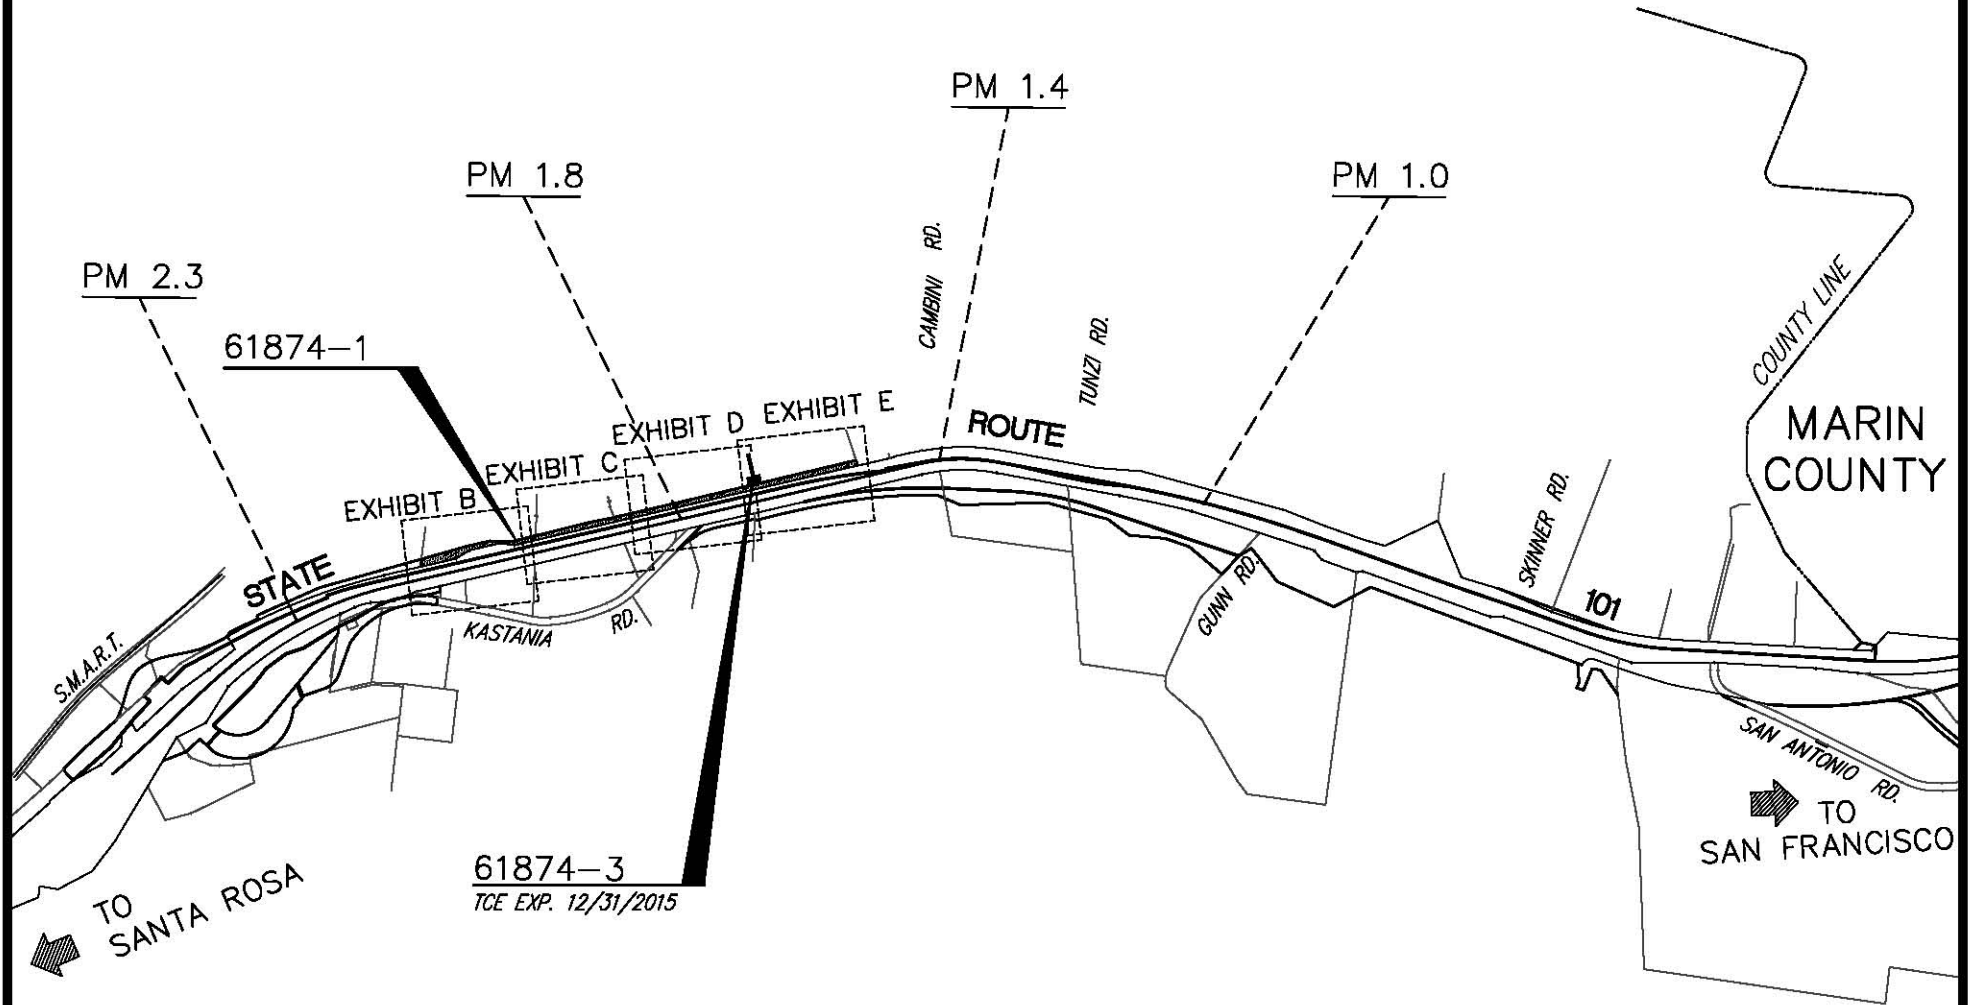 PM 1.4
PM 1.8
PM 1.0
PM 2.3
CAMBINI RD.
COUNTY LINE
61874-1
TUNZI RD.
EXHIBIT E
EXHIBIT D
ROUTE
MARIN
COUNTY
EXHIBIT C
EXHIBIT B
SKINNER RD.
STATE
101
GUNN RD.
KASTANIA RD.
S.M.A.R.T.
SAN ANTONIO RD.
TO
SAN FRANCISCO
61874-3
TCE EXP. 12/31/2015
TO
SANTA ROSA